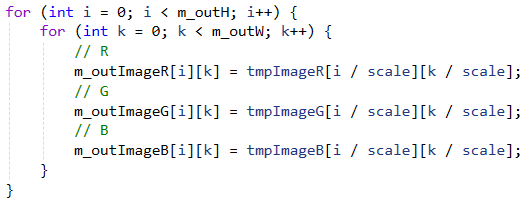 for (int i = 0; i < m_outH; i++) {
    for (int k = 0; k < m_outW; k++) {
        // R
        m_outImageR[i][k] = tmpImageR[i / scale][k / scale];
        // G
        m_outImageG[i][k] = tmpImageG[i / scale][k / scale];
        // B
        m_outImageB[i][k] = tmpImageB[i / scale][k / scale];
    }
}